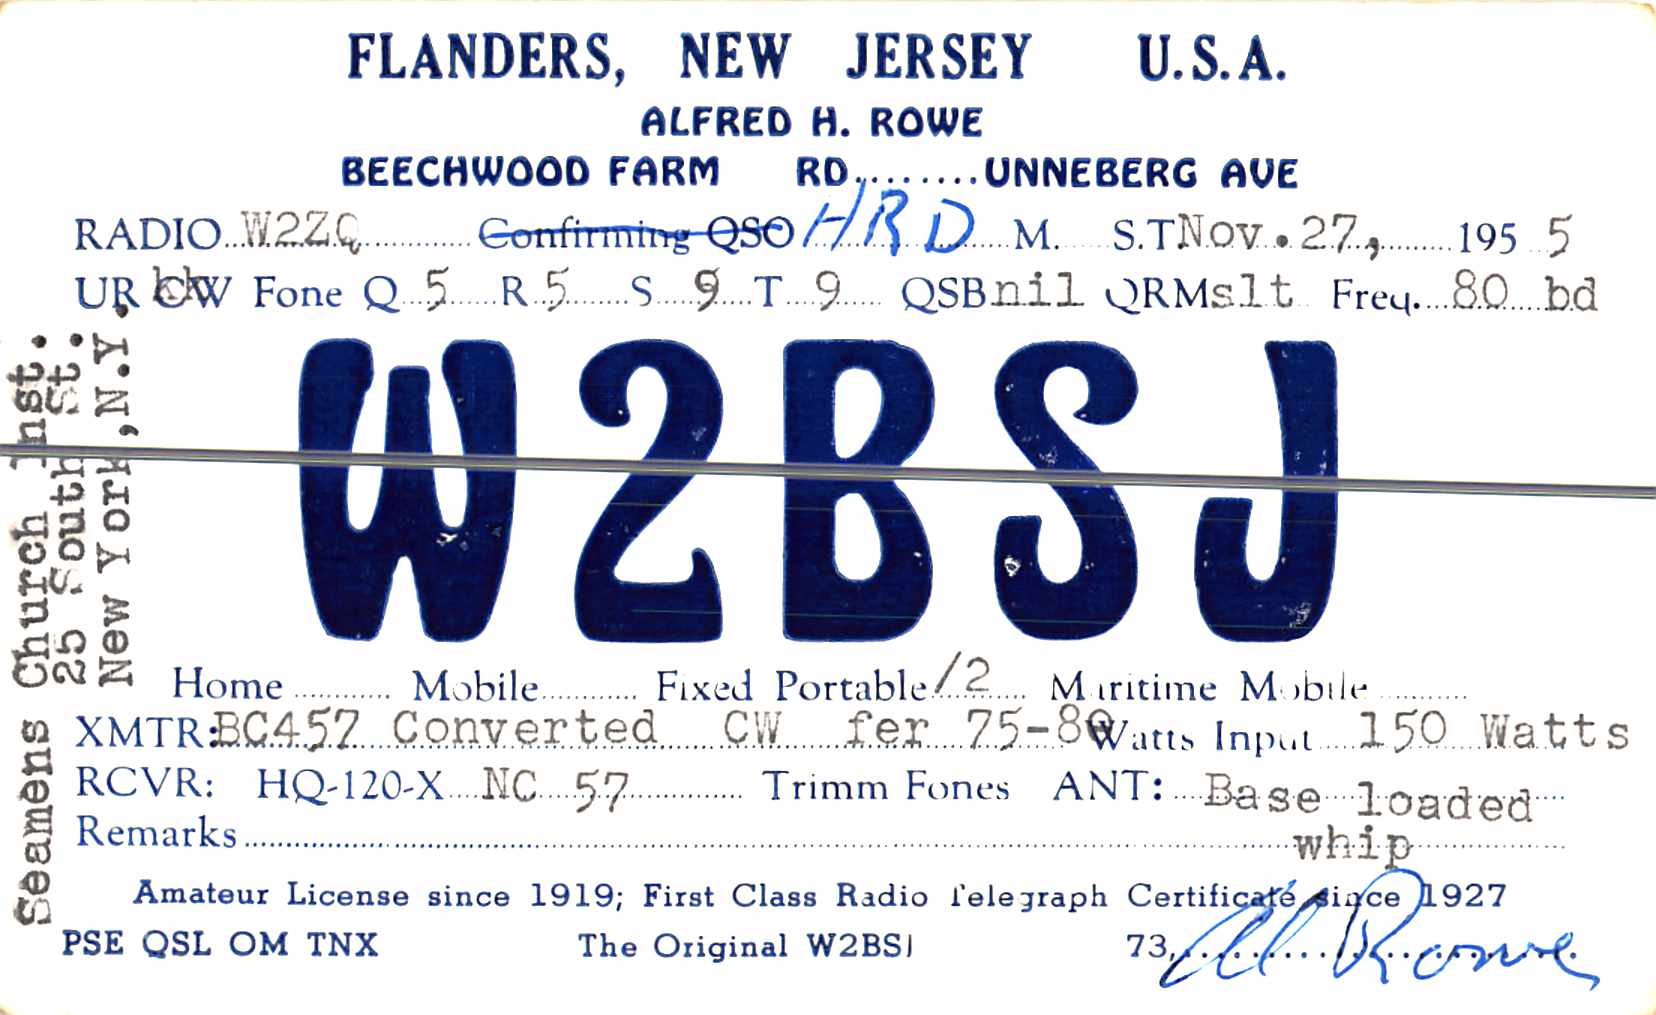 FLANDERS, NEW JERSEY U.S.A.
ALFRED H. ROWE
BEECHWOOD FARM RD.........UNNEBERG AVE
RADIO W2ZQ Confirming QSO HRD M. S.T Nov. 27, 195 5
UR CW Fone Q 5 R 5 S 9 T 9 QSB nil QRM slt Freq. 80 bd
W2BSJ
Home Mobile Fixed Portable /2 Maritime Mobile
XMTR: BC457 Converted CW fer 75-80 Watts Input 150 Watts
RCVR: HQ-120-X NC 57 Trimm Fones ANT: Base loaded
Remarks whip
Amateur License since 1919; First Class Radio Telegraph Certificate since 1927
PSE QSL OM TNX The Original W2BSJ 73, Al Rowe
Seamens Church Inst.
25 South St.
New York, N.Y.